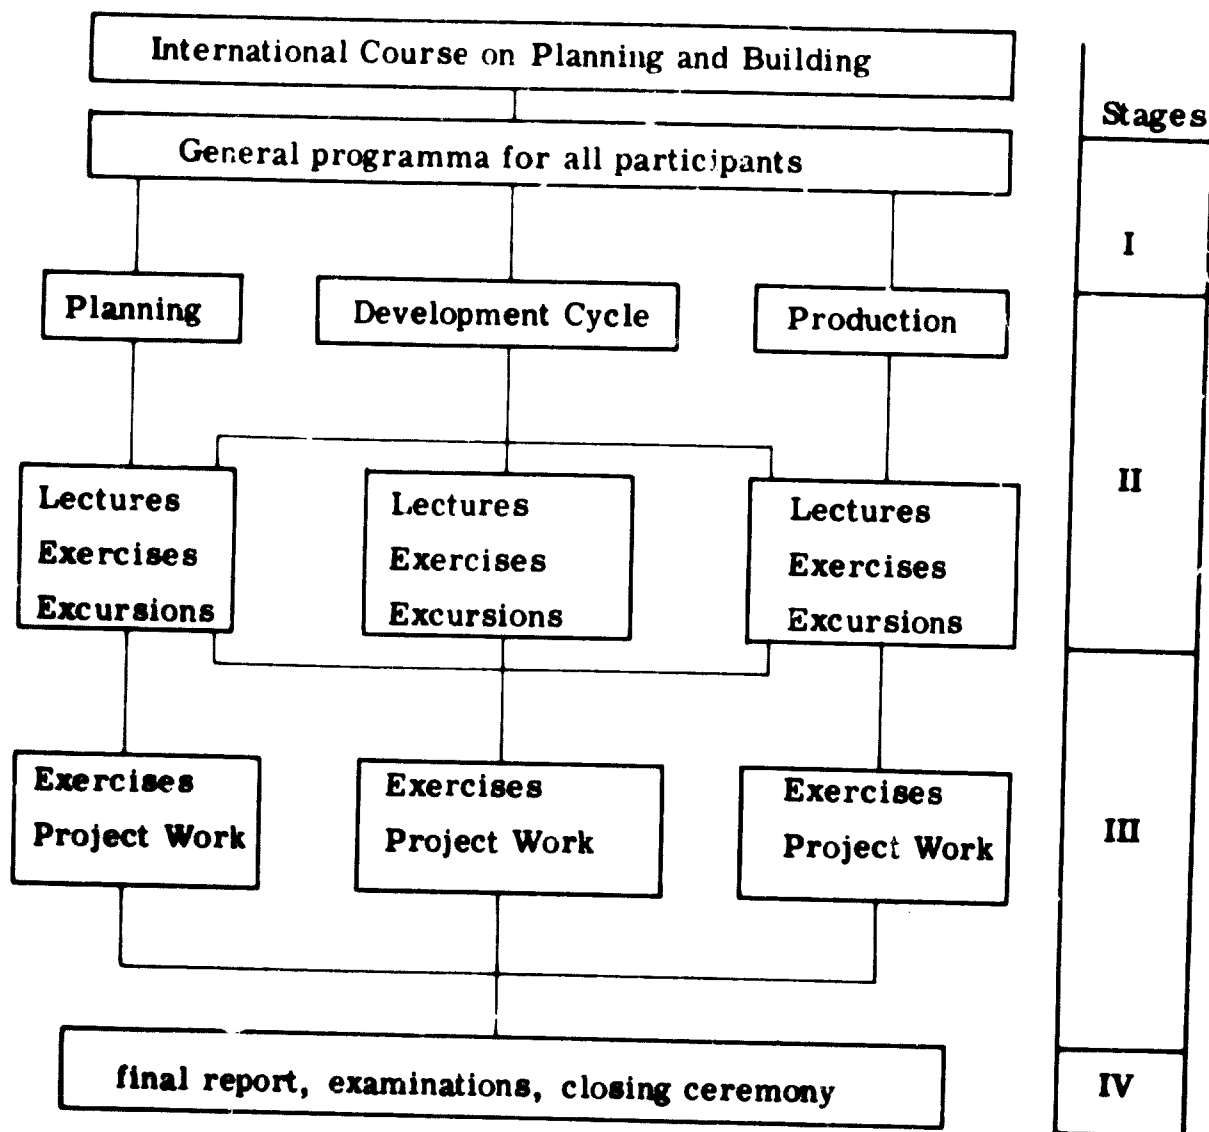 International Course on Planning and Building
Stages
General programma for all participants
I
Planning
Development Cycle
Production
II
Lectures
Exercises
Excursions
Lectures
Exercises
Excursions
Lectures
Exercises
Excursions
III
Exercises
Project Work
Exercises
Project Work
Exercises
Project Work
final report, examinations, closing ceremony
IV